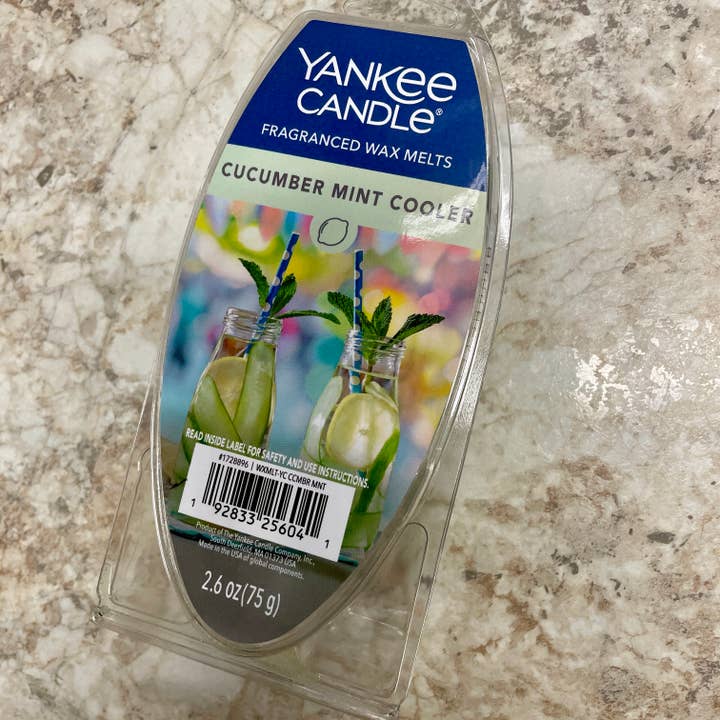 YANKEE
CANDLE®
FRAGRANCED WAX MELTS
CUCUMBER MINT COOLER
READ INSIDE LABEL FOR SAFETY AND USE INSTRUCTIONS.
#1728896 | WXMLT-YC CCMBR MNT
1 92833 25604 1
Product of The Yankee Candle Company, Inc.,
South Deerfield, MA 01373 USA
Made in the USA of global components.
2.6 oz (75 g)